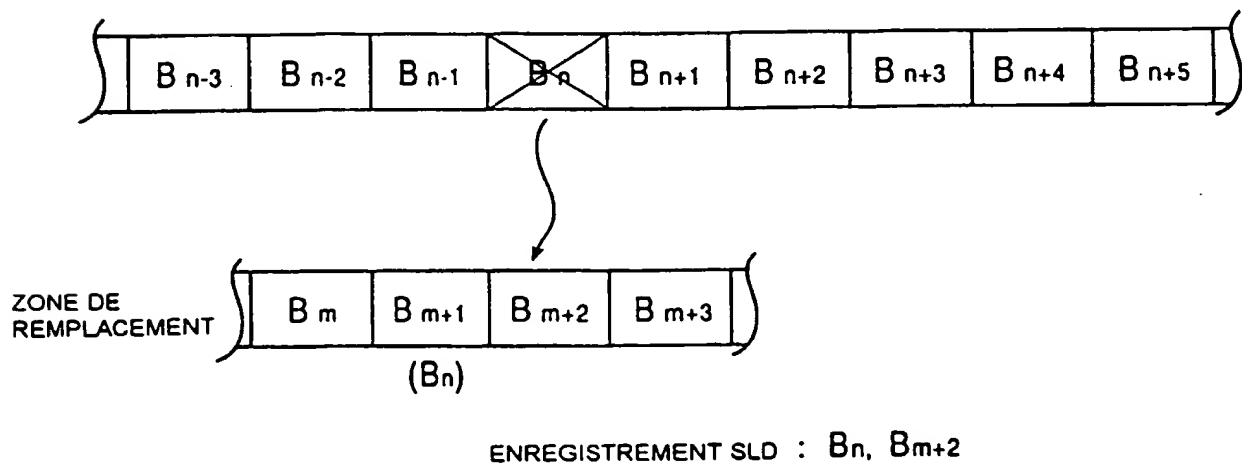 B n-3 B n-2 B n-1 B n B n+1 B n+2 B n+3 B n+4 B n+5
ZONE DE
REMPLACEMENT
B m B m+1 B m+2 B m+3
(Bn)
ENREGISTREMENT SLD : Bn, Bm+2